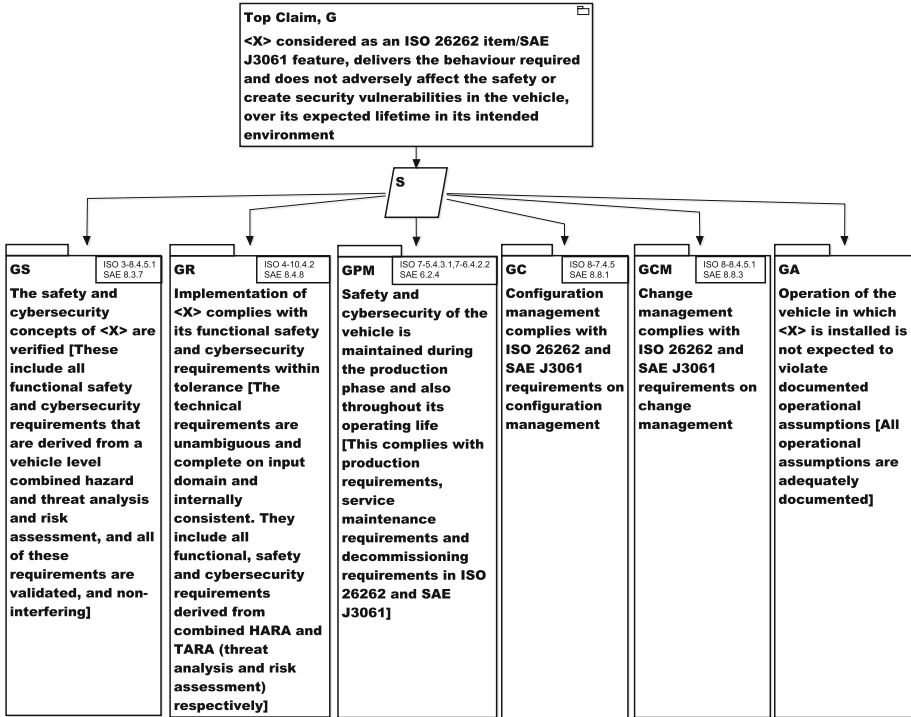 Top Claim, G
<X> considered as an ISO 26262 item/SAE
J3061 feature, delivers the behaviour required
and does not adversely affect the safety or
create security vulnerabilities in the vehicle,
over its expected lifetime in its intended
environment
S
GS
ISO 3-8.4.5.1
SAE 8.3.7
The safety and
cybersecurity
concepts of <X> are
verified [These
include all
functional safety
and cybersecurity
requirements that
are derived from a
vehicle level
combined hazard
and threat analysis
and risk
assessment, and all
of these
requirements are
validated, and non-
interfering]
GR
ISO 4-10.4.2
SAE 8.4.8
Implementation of
<X> complies with
its functional safety
and cybersecurity
requirements within
tolerance [The
technical
requirements are
unambiguous and
complete on input
domain and
internally
consistent. They
include all
functional, safety
and cybersecurity
requirements
derived from
combined HARA and
TARA (threat
analysis and risk
assessment)
respectively]
GPM
ISO 7-5.4.3.1,7-6.4.2.2
SAE 6.2.4
Safety and
cybersecurity of the
vehicle is
maintained during
the production
phase and also
throughout its
operating life
[This complies with
production
requirements,
service
maintenance
requirements and
decommissioning
requirements in ISO
26262 and SAE
J3061]
GC
ISO 8-7.4.5
SAE 8.8.1
Configuration
management
complies with
ISO 26262 and
SAE J3061
requirements on
configuration
management
GCM
ISO 8-8.4.5.1
SAE 8.8.3
Change
management
complies with
ISO 26262 and
SAE J3061
requirements on
change
management
GA
Operation of the
vehicle in which
<X> is installed is
not expected to
violate
documented
operational
assumptions [All
operational
assumptions are
adequately
documented]